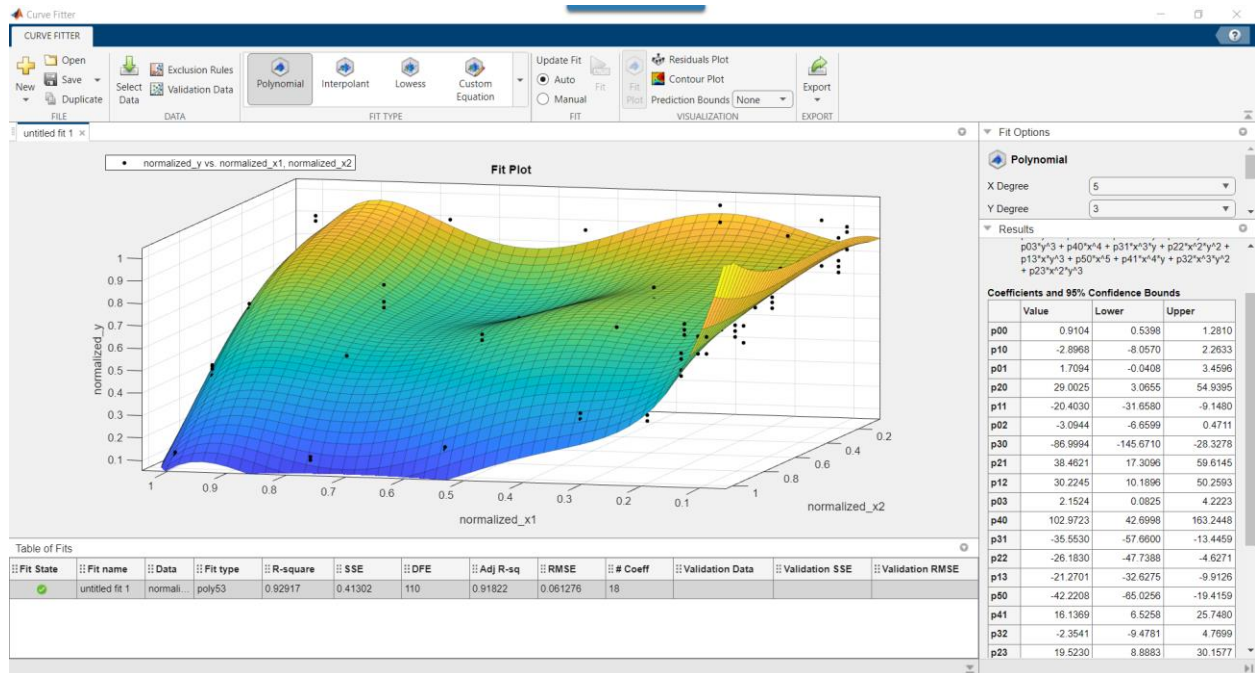 Curve Fitter
CURVE FITTER
New
Open
Save
Duplicate
FILE
Select Data
Exclusion Rules
Validation Data
DATA
Polynomial
Interpolant
Lowess
Custom Equation
FIT TYPE
Update Fit
Auto
Manual
Fit
FIT
Fit Plot
Residuals Plot
Contour Plot
Prediction Bounds None
VISUALIZATION
Export
EXPORT
untitled fit 1
normalized_y vs. normalized_x1, normalized_x2
Fit Plot
normalized_y
1
0.9
0.8
0.7
0.6
0.5
0.4
0.3
0.2
0.1
1 0.9 0.8 0.7 0.6 0.5 0.4 0.3 0.2 0.1
normalized_x1
1 0.8 0.6 0.4 0.2
normalized_x2
Fit Options
Polynomial
X Degree 5
Y Degree 3
Results
p03*y^3 + p40*x^4 + p31*x^3*y + p22*x^2*y^2 +
p13*x*y^3 + p50*x^5 + p41*x^4*y + p32*x^3*y^2
+ p23*x^2*y^3
Coefficients and 95% Confidence Bounds
Value Lower Upper
p00 0.9104 0.5398 1.2810
p10 -2.8968 -8.0570 2.2633
p01 1.7094 -0.0408 3.4596
p20 29.0025 3.0655 54.9395
p11 -20.4030 -31.6580 -9.1480
p02 -3.0944 -6.6599 0.4711
p30 -86.9994 -145.6710 -28.3278
p21 38.4621 17.3096 59.6145
p12 30.2245 10.1896 50.2593
p03 2.1524 0.0825 4.2223
p40 102.9723 42.6998 163.2448
p31 -35.5530 -57.6600 -13.4459
p22 -26.1830 -47.7388 -4.6271
p13 -21.2701 -32.6275 -9.9126
p50 -42.2208 -65.0256 -19.4159
p41 16.1369 6.5258 25.7480
p32 -2.3541 -9.4781 4.7699
p23 19.5230 8.8883 30.1577
Table of Fits
Fit State Fit name Data Fit type R-square SSE DFE Adj R-sq RMSE # Coeff Validation Data Validation SSE Validation RMSE
untitled fit 1 normali... poly53 0.92917 0.41302 110 0.91822 0.061276 18